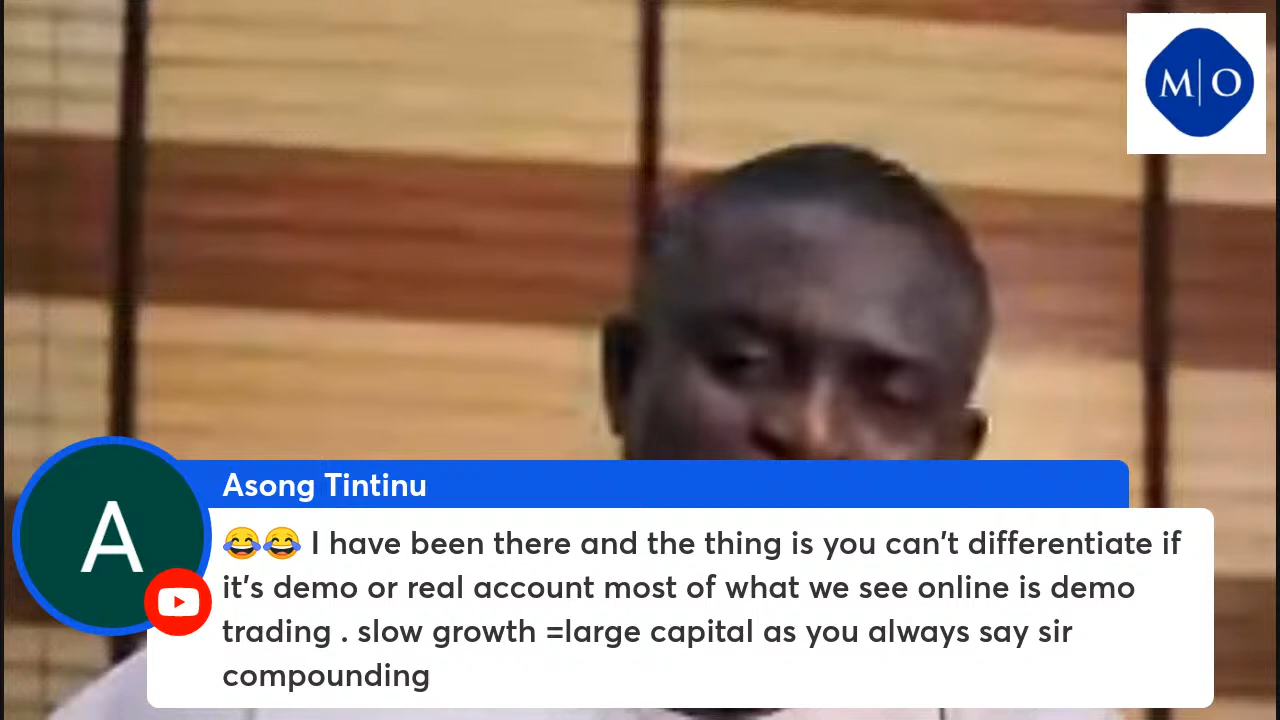 M|O
Asong Tintinu
A
😂😂 I have been there and the thing is you can't differentiate if
it's demo or real account most of what we see online is demo
trading . slow growth =large capital as you always say sir
compounding